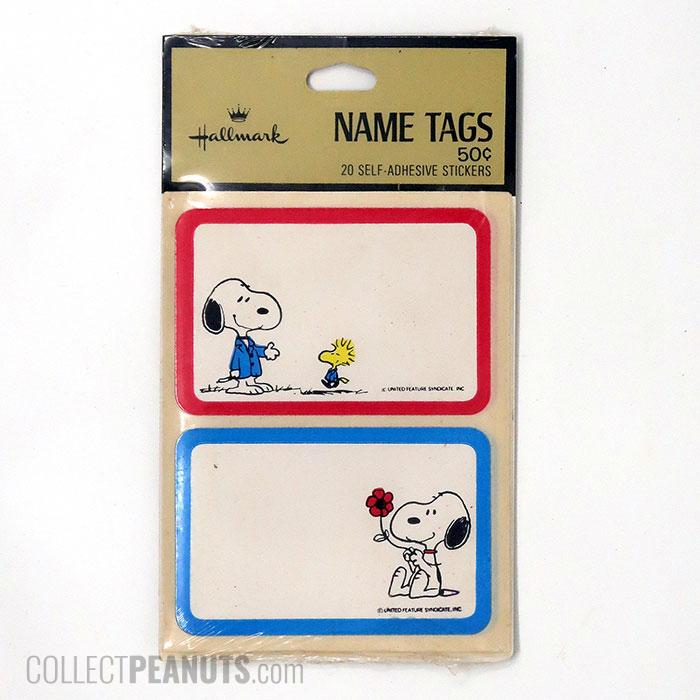 Hallmark
NAME TAGS
50¢
20 SELF-ADHESIVE STICKERS
© UNITED FEATURE SYNDICATE, INC.
© UNITED FEATURE SYNDICATE, INC.
COLLECTPEANUTS.com